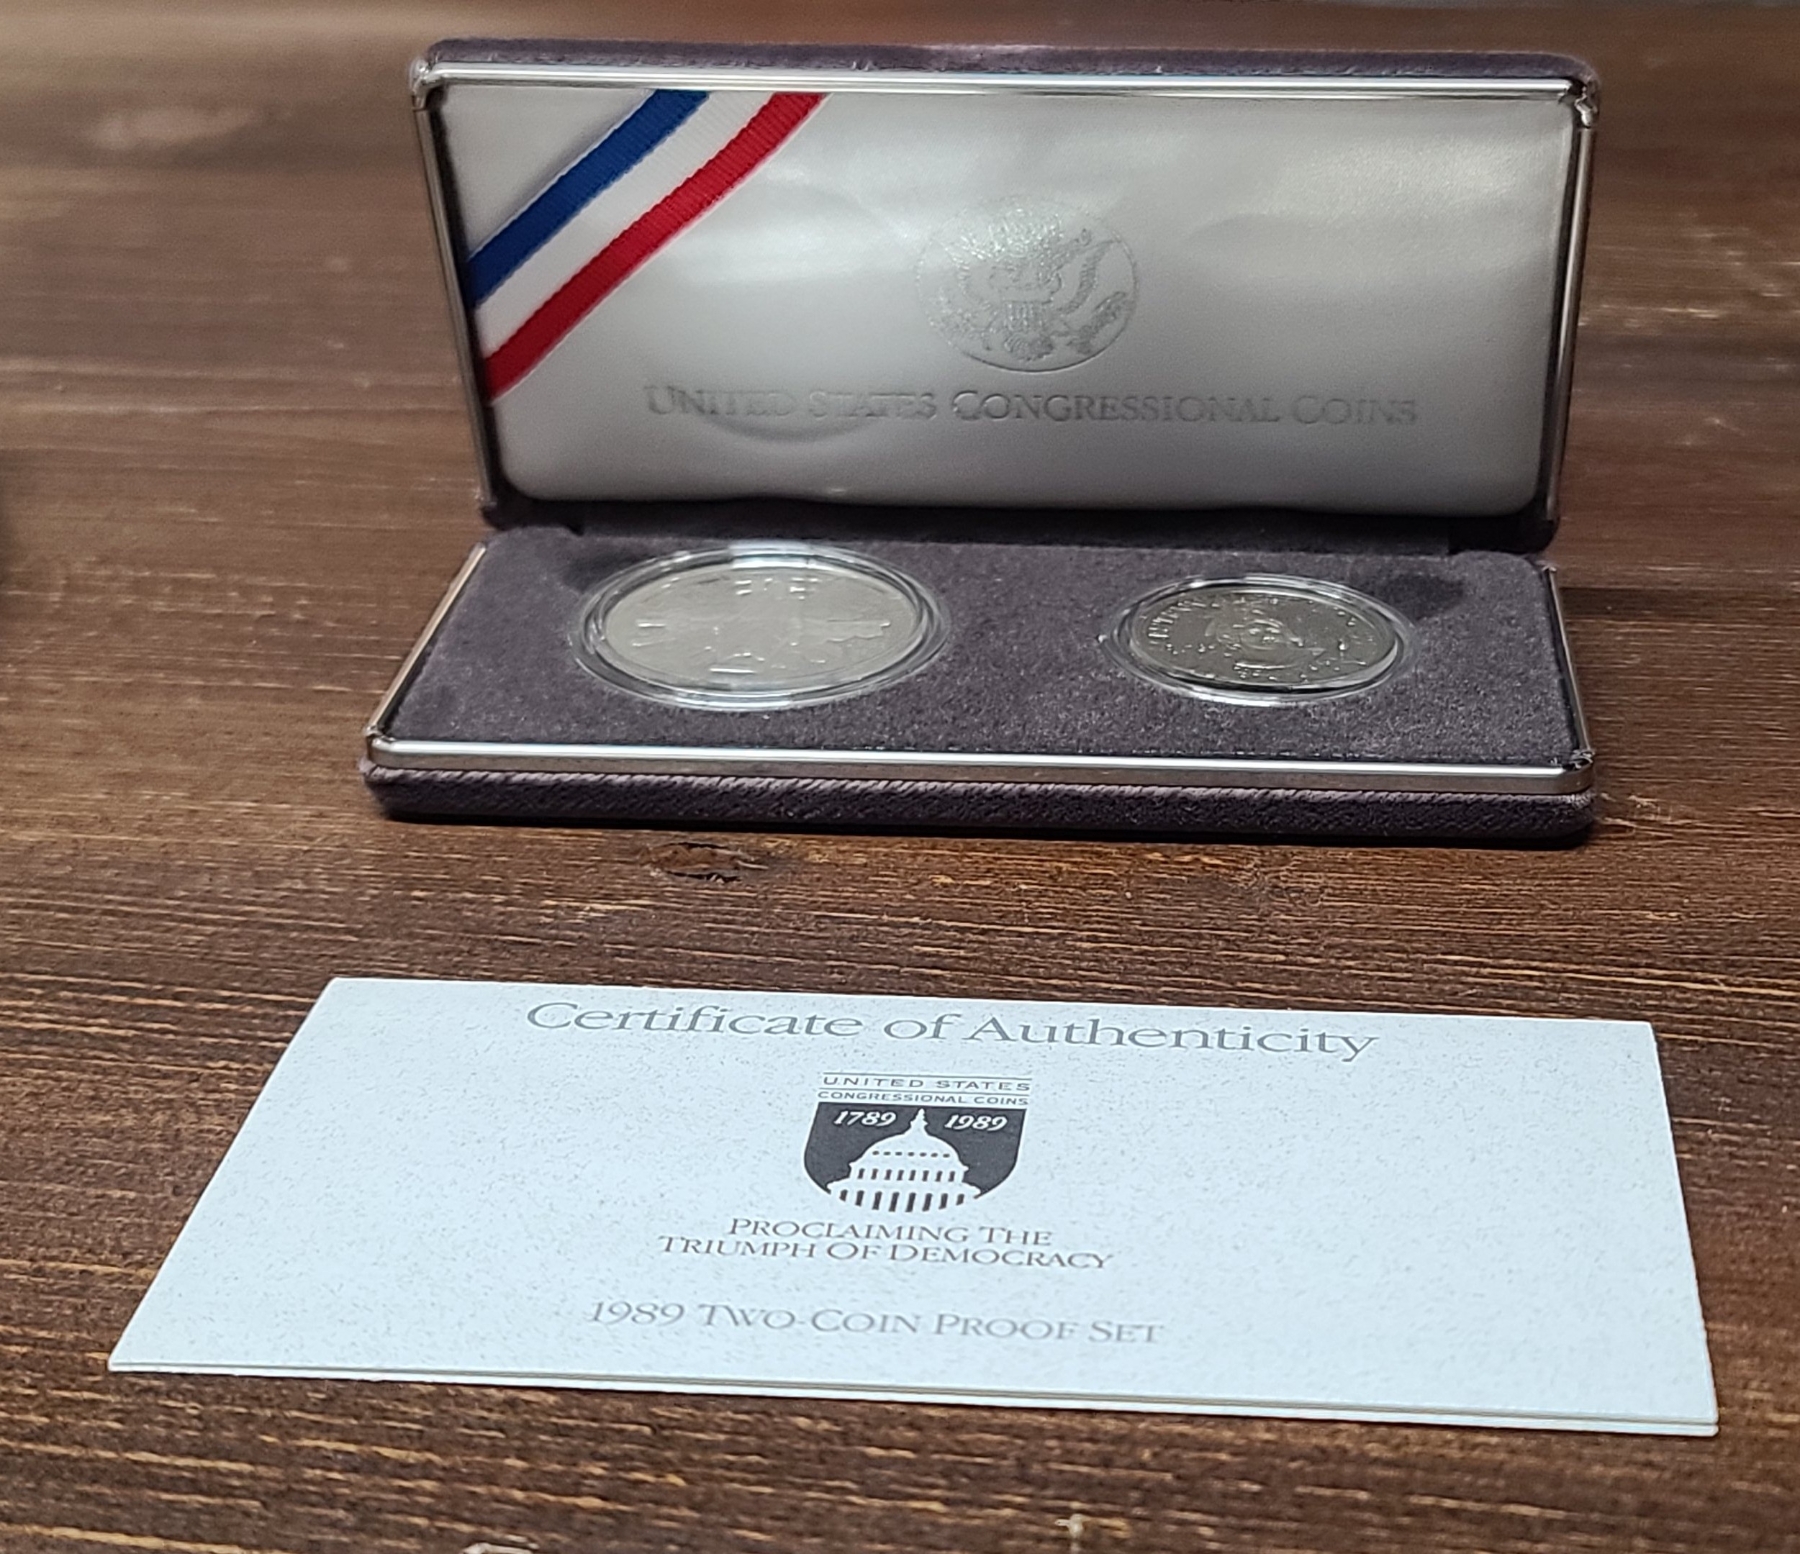 UNITED STATES CONGRESSIONAL COINS
Certificate of Authenticity
UNITED STATES
CONGRESSIONAL COINS
1789 1989
PROCLAIMING THE
TRIUMPH OF DEMOCRACY
1989 TWO-COIN PROOF SET